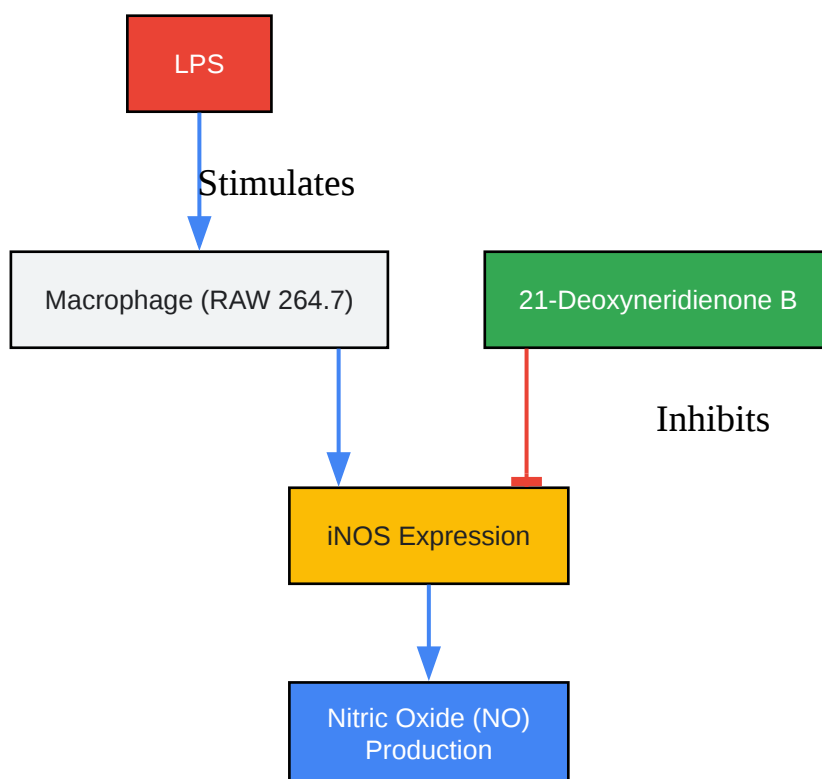 LPS
Stimulates
Macrophage (RAW 264.7)
21-Deoxyneridienone B
Inhibits
iNOS Expression
Nitric Oxide (NO)
Production